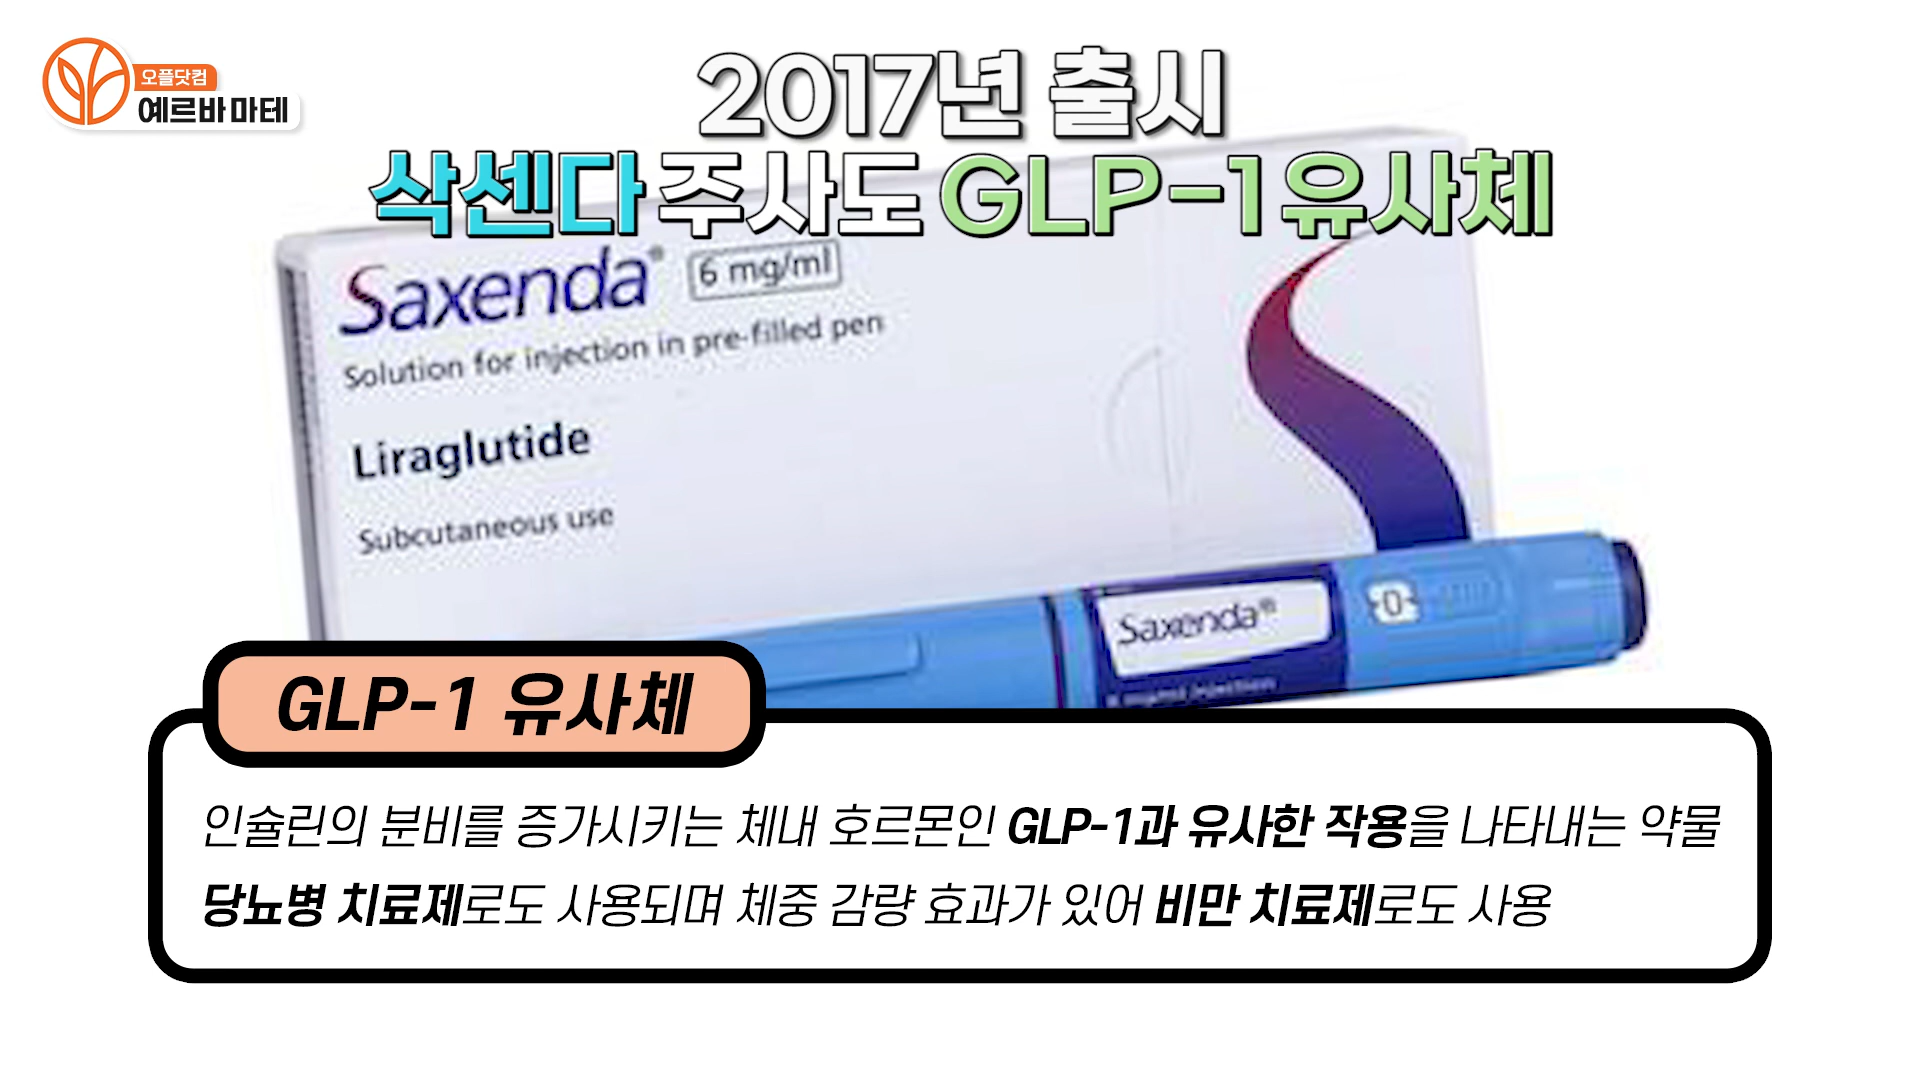 오플닷컴
예르바 마테
2017년 출시
삭센다 주사도 GLP-1 유사체
Saxenda® 6 mg/ml
Solution for injection in pre-filled pen
Liraglutide
Subcutaneous use
Saxenda®
0
GLP-1 유사체
인슐린의 분비를 증가시키는 체내 호르몬인 GLP-1과 유사한 작용을 나타내는 약물
당뇨병 치료제로도 사용되며 체중 감량 효과가 있어 비만 치료제로도 사용